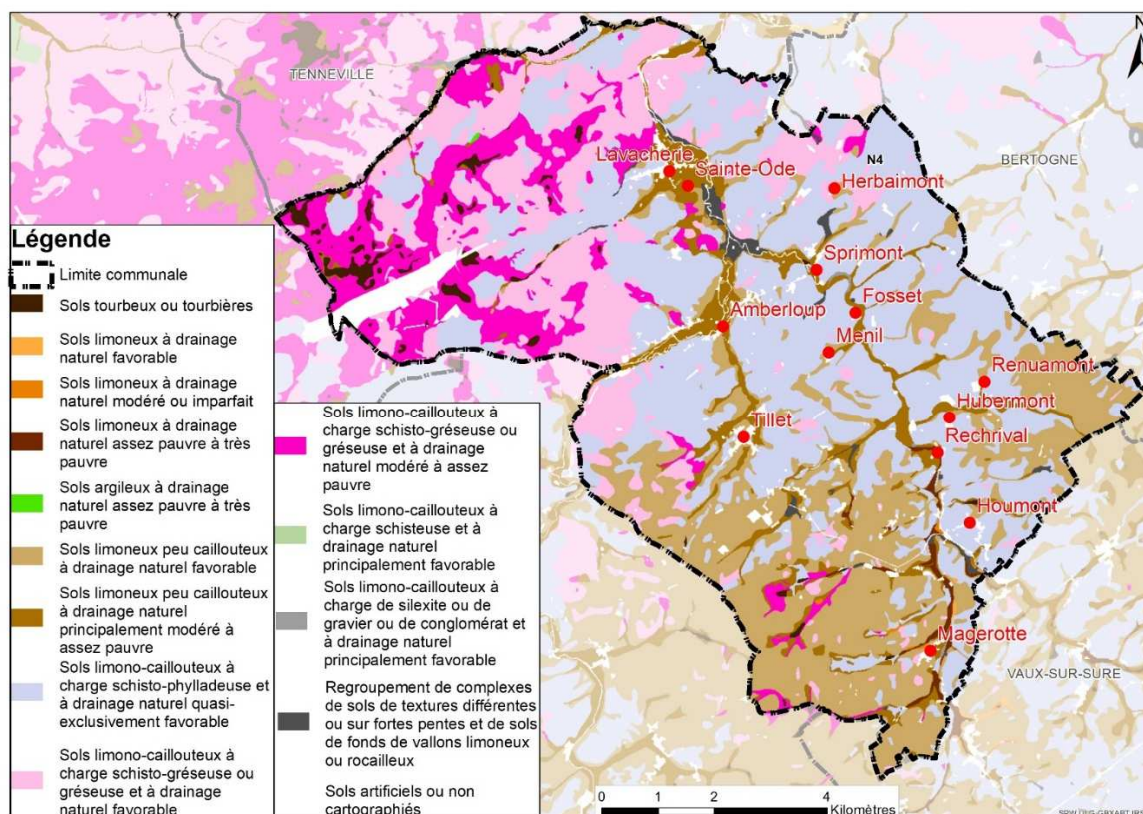 N
TENNEVILLE
BERTOGNE
N4
Lavacherie
Sainte-Ode
Herbaimont
Sprimont
Fosset
Amberloup
Menil
Renuamont
Hubermont
Rechrival
Tillet
Houmont
Magerotte
VAUX-SUR-SURE
Légende
Limite communale
Sols tourbeux ou tourbières
Sols limoneux à drainage
naturel favorable
Sols limoneux à drainage
naturel modéré ou imparfait
Sols limoneux à drainage
naturel assez pauvre à très
pauvre
Sols argileux à drainage
naturel assez pauvre à très
pauvre
Sols limoneux peu caillouteux
à drainage naturel favorable
Sols limoneux peu caillouteux
à drainage naturel
principalement modéré à
assez pauvre
Sols limono-caillouteux à
charge schisto-phylladeuse et
à drainage naturel quasi-
exclusivement favorable
Sols limono-caillouteux à
charge schisto-gréseuse ou
gréseuse et à drainage
naturel favorable
Sols limono-caillouteux à
charge schisto-gréseuse ou
gréseuse et à drainage
naturel modéré à assez
pauvre
Sols limono-caillouteux à
charge schisteuse et à
drainage naturel
principalement favorable
Sols limono-caillouteux à
charge de silexite ou de
gravier ou de conglomérat et
à drainage naturel
principalement favorable
Regroupement de complexes
de sols de textures différentes
ou sur fortes pentes et de sols
de fonds de vallons limoneux
ou rocailleux
Sols artificiels ou non
cartographiés
0 1 2 4
Kilomètres